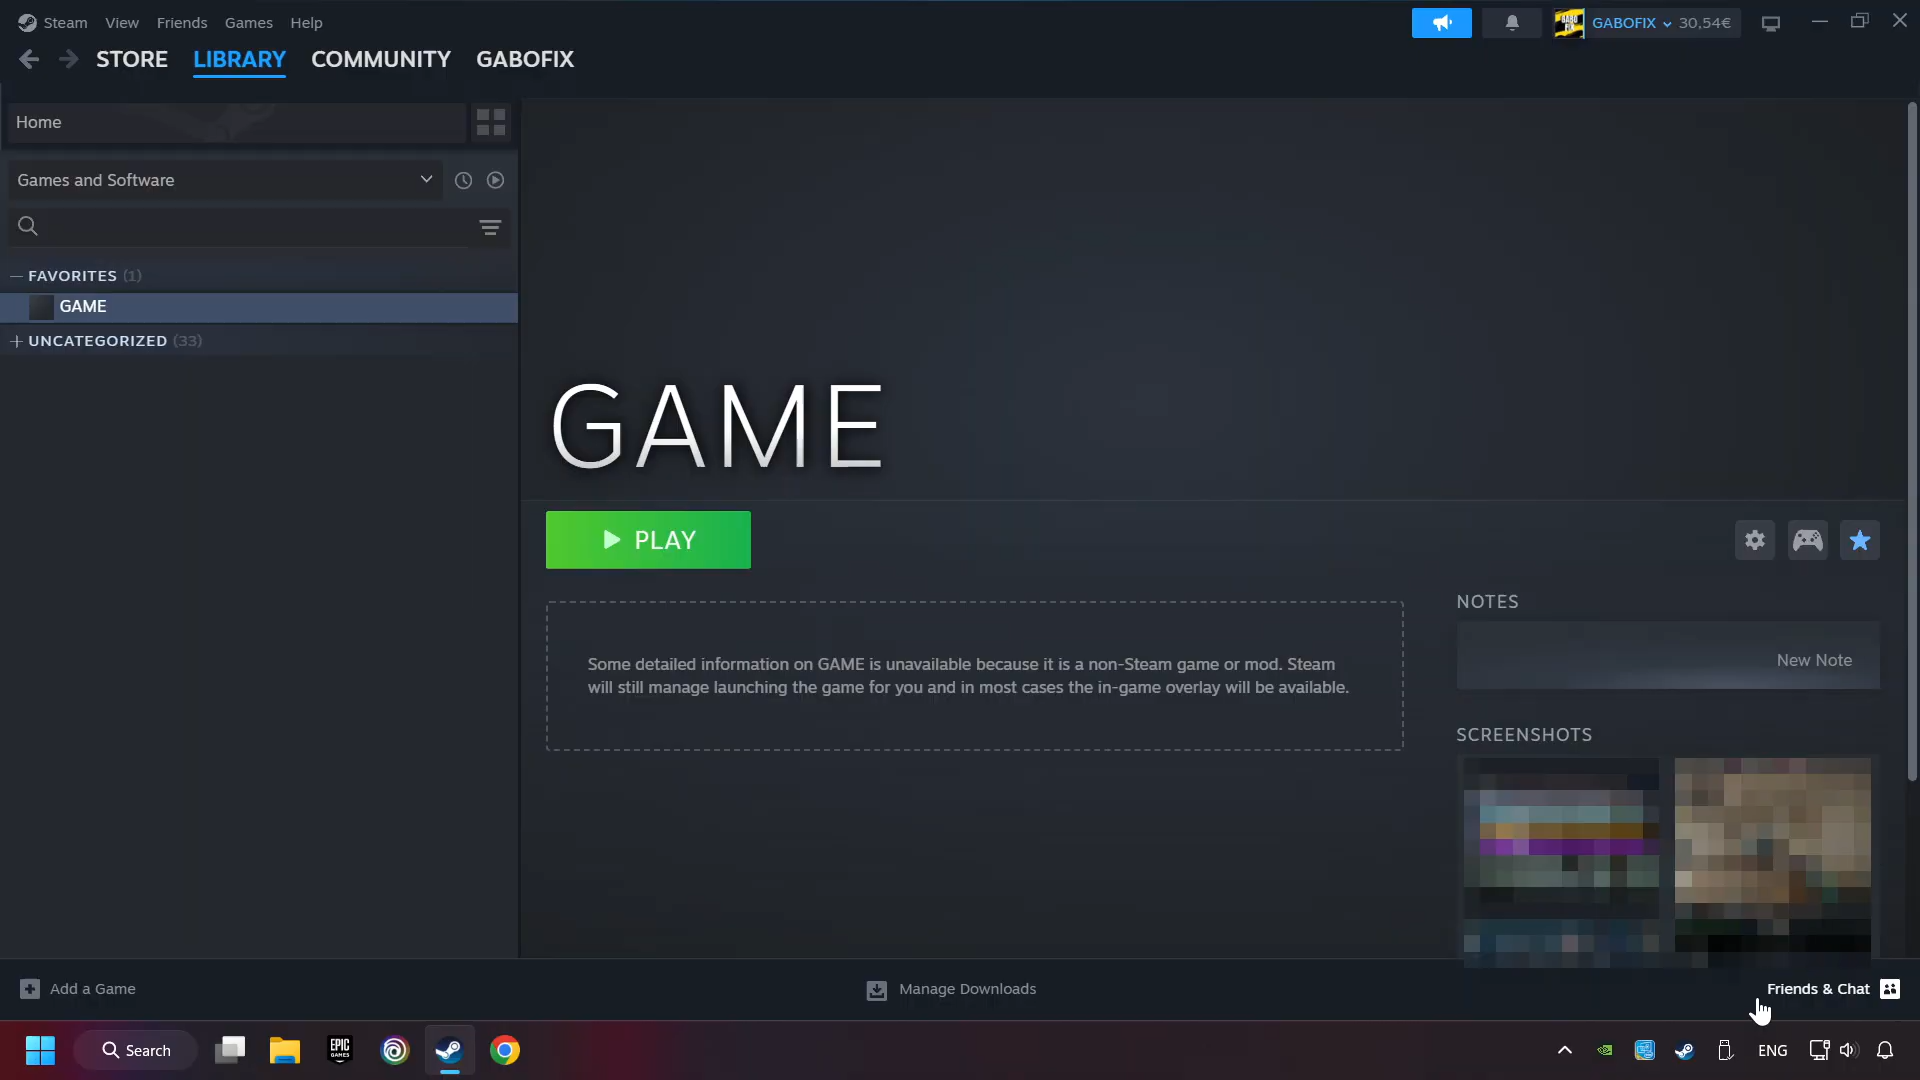 Steam View Friends Games Help
GABOFIX 30,54€
STORE LIBRARY COMMUNITY GABOFIX
Home
Games and Software
— FAVORITES (1)
GAME
+ UNCATEGORIZED (33)
GAME
PLAY
Some detailed information on GAME is unavailable because it is a non-Steam game or mod. Steam
will still manage launching the game for you and in most cases the in-game overlay will be available.
NOTES
New Note
SCREENSHOTS
Add a Game
Manage Downloads
Friends & Chat
Search
EPIC
GAMES
ENG